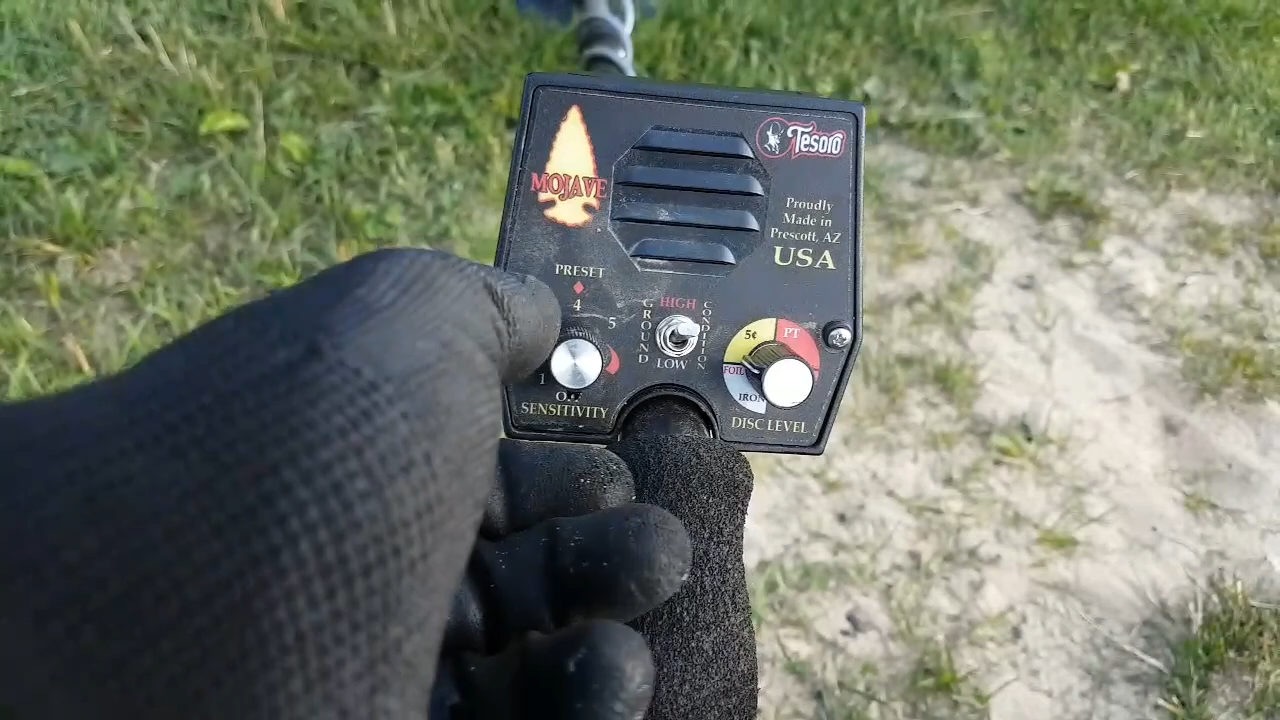 MOJAVE
Tesoro
Proudly
Made in
Prescott, AZ
USA
PRESET
4
5
1
SENSITIVITY
GROUND
HIGH
LOW
CONDITION
5¢
PT
FOIL
IRON
DISC LEVEL